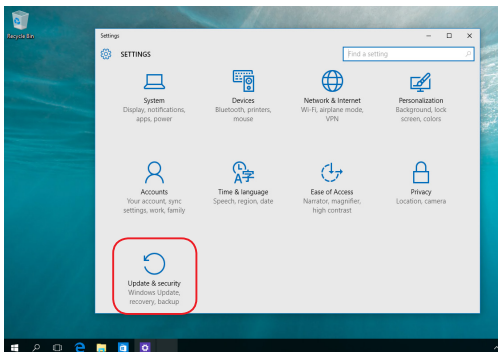 Recycle Bin
Settings
SETTINGS
Find a setting
System
Display, notifications,
apps, power
Devices
Bluetooth, printers,
mouse
Network & Internet
Wi-Fi, airplane mode,
VPN
Personalization
Background, lock
screen, colors
Accounts
Your account, sync
settings, work, family
Time & language
Speech, region, date
Ease of Access
Narrator, magnifier,
high contrast
Privacy
Location, camera
Update & security
Windows Update,
recovery, backup